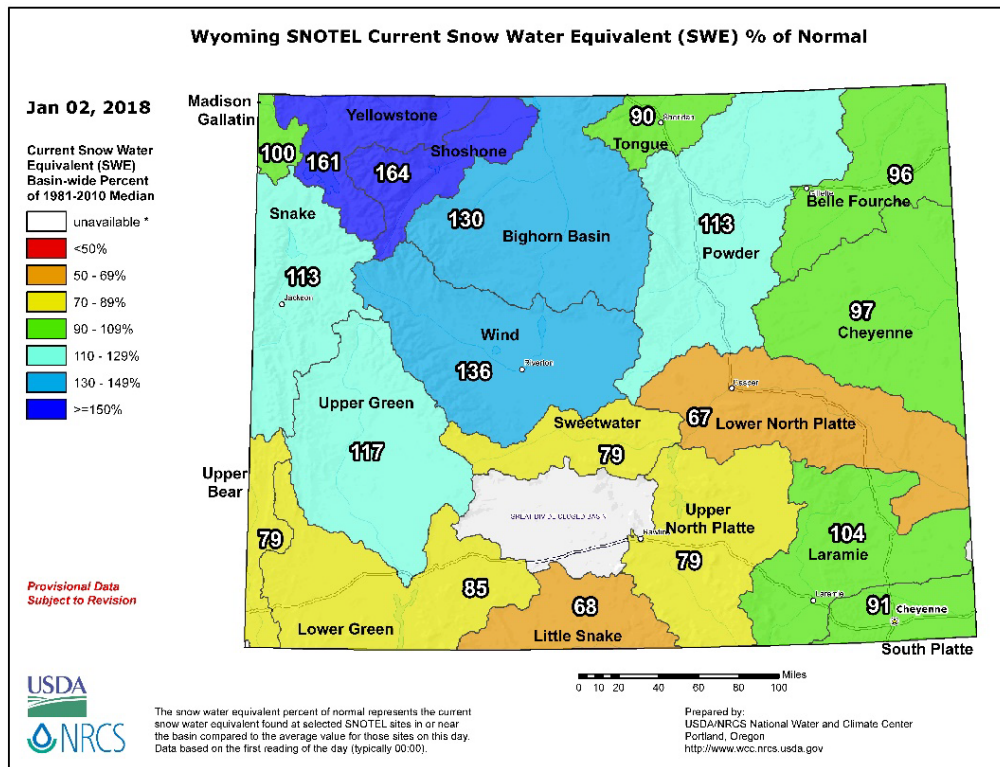 Wyoming SNOTEL Current Snow Water Equivalent (SWE) % of Normal
Jan 02, 2018
Current Snow Water
Equivalent (SWE)
Basin-wide Percent
of 1981-2010 Median
unavailable *
<50%
50 - 69%
70 - 89%
90 - 109%
110 - 129%
130 - 149%
>=150%
Provisional Data
Subject to Revision
Madison
Gallatin
100
Yellowstone
161
Shoshone
164
Snake
113
Jackson
130
Bighorn Basin
90
Sheridan
Tongue
113
Powder
Gillette
96
Belle Fourche
97
Cheyenne
Wind
136
Riverton
Upper Green
117
Sweetwater
79
Casper
67
Lower North Platte
Upper
Bear
79
GREAT DIVIDE CLOSED BASIN
Rawlins
Upper
North Platte
79
104
Laramie
Laramie
91
Cheyenne
South Platte
85
Lower Green
68
Little Snake
Miles
0 10 20 40 60 80 100
USDA
NRCS
The snow water equivalent percent of normal represents the current
snow water equivalent found at selected SNOTEL sites in or near
the basin compared to the average value for those sites on this day.
Data based on the first reading of the day (typically 00:00).
Prepared by:
USDA/NRCS National Water and Climate Center
Portland, Oregon
http://www.wcc.nrcs.usda.gov